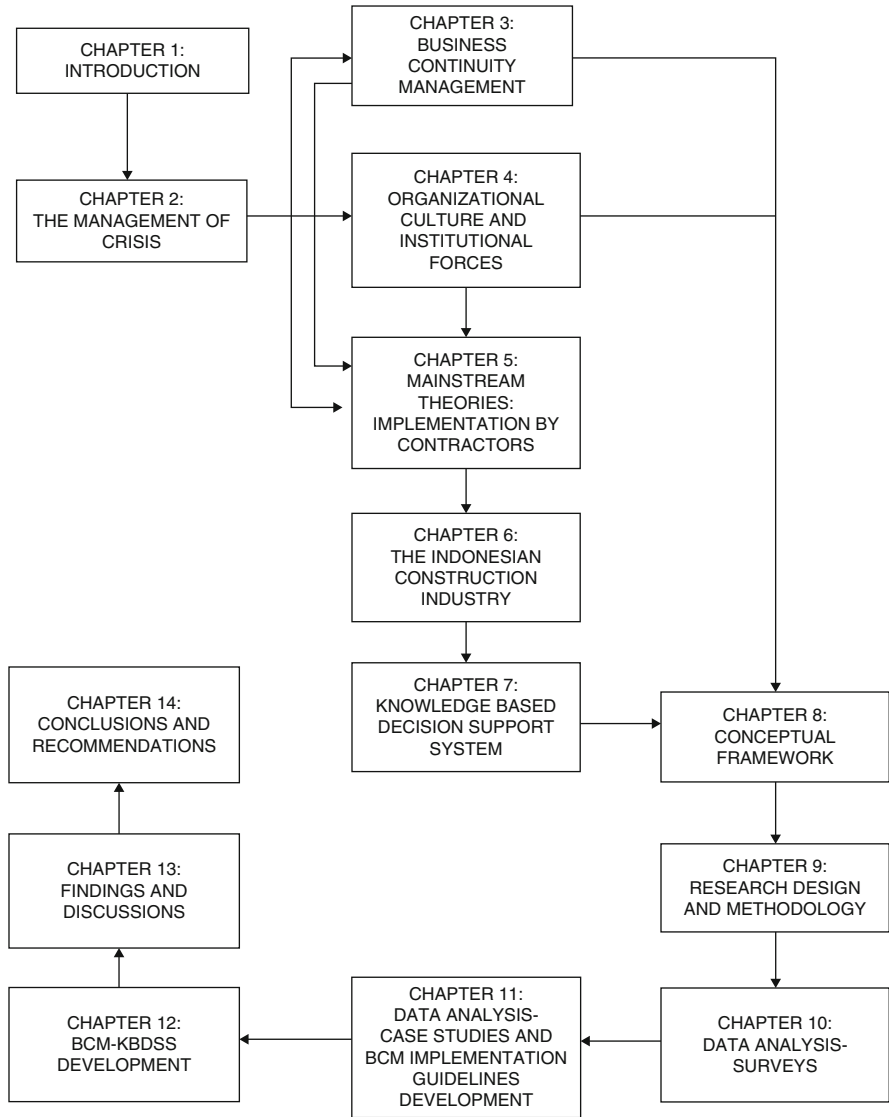 CHAPTER 1:
INTRODUCTION
CHAPTER 2:
THE MANAGEMENT OF
CRISIS
CHAPTER 3:
BUSINESS
CONTINUITY
MANAGEMENT
CHAPTER 4:
ORGANIZATIONAL
CULTURE AND
INSTITUTIONAL
FORCES
CHAPTER 5:
MAINSTREAM
THEORIES:
IMPLEMENTATION BY
CONTRACTORS
CHAPTER 6:
THE INDONESIAN
CONSTRUCTION
INDUSTRY
CHAPTER 7:
KNOWLEDGE BASED
DECISION SUPPORT
SYSTEM
CHAPTER 8:
CONCEPTUAL
FRAMEWORK
CHAPTER 9:
RESEARCH DESIGN
AND METHODOLOGY
CHAPTER 10:
DATA ANALYSIS-
SURVEYS
CHAPTER 11:
DATA ANALYSIS-
CASE STUDIES AND
BCM IMPLEMENTATION
GUIDELINES
DEVELOPMENT
CHAPTER 12:
BCM-KBDSS
DEVELOPMENT
CHAPTER 13:
FINDINGS AND
DISCUSSIONS
CHAPTER 14:
CONCLUSIONS AND
RECOMMENDATIONS